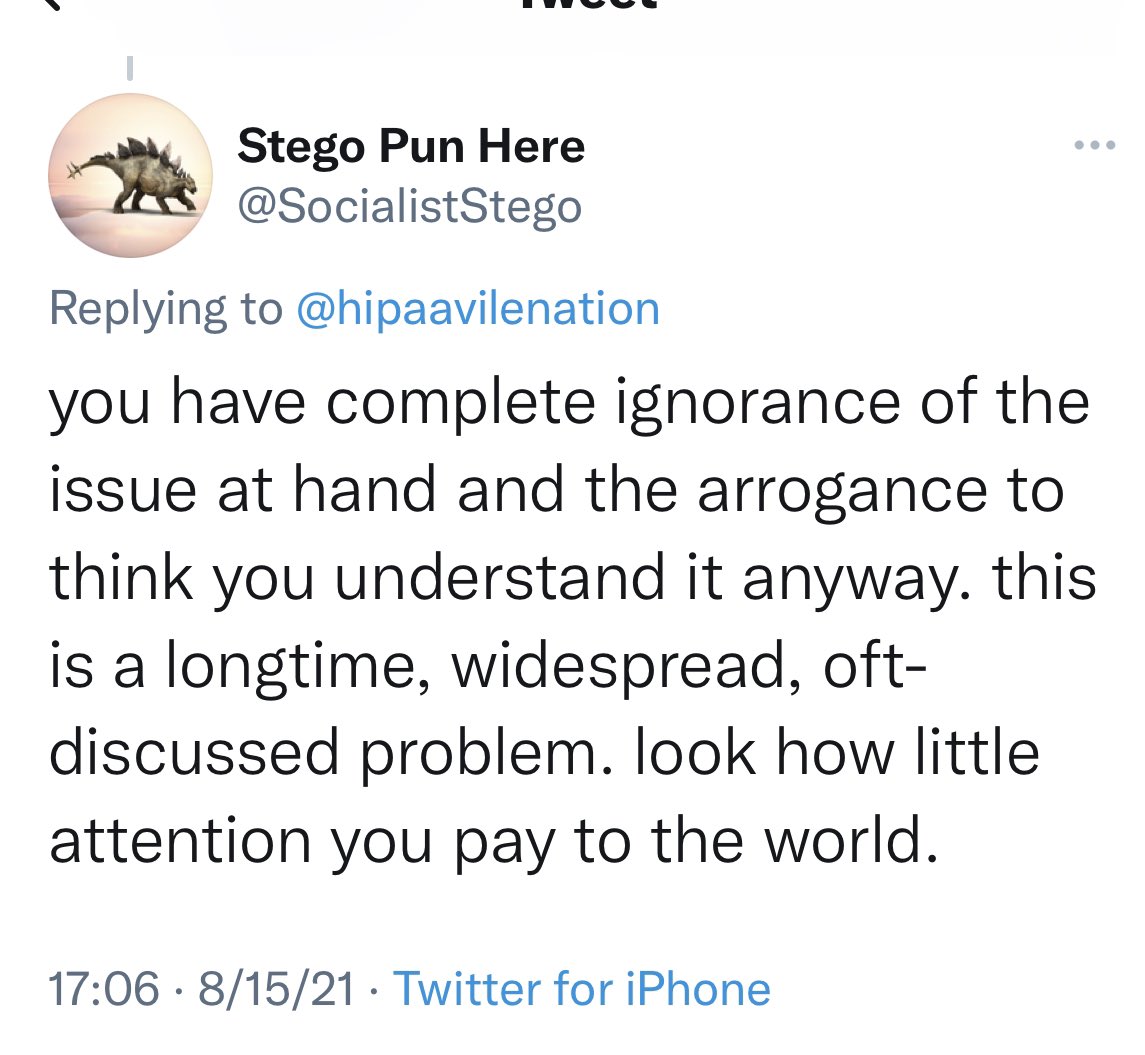 Tweet
Stego Pun Here
@SocialistStego
Replying to @hipaavilenation
you have complete ignorance of the
issue at hand and the arrogance to
think you understand it anyway. this
is a longtime, widespread, oft-
discussed problem. look how little
attention you pay to the world.
17:06 · 8/15/21 · Twitter for iPhone